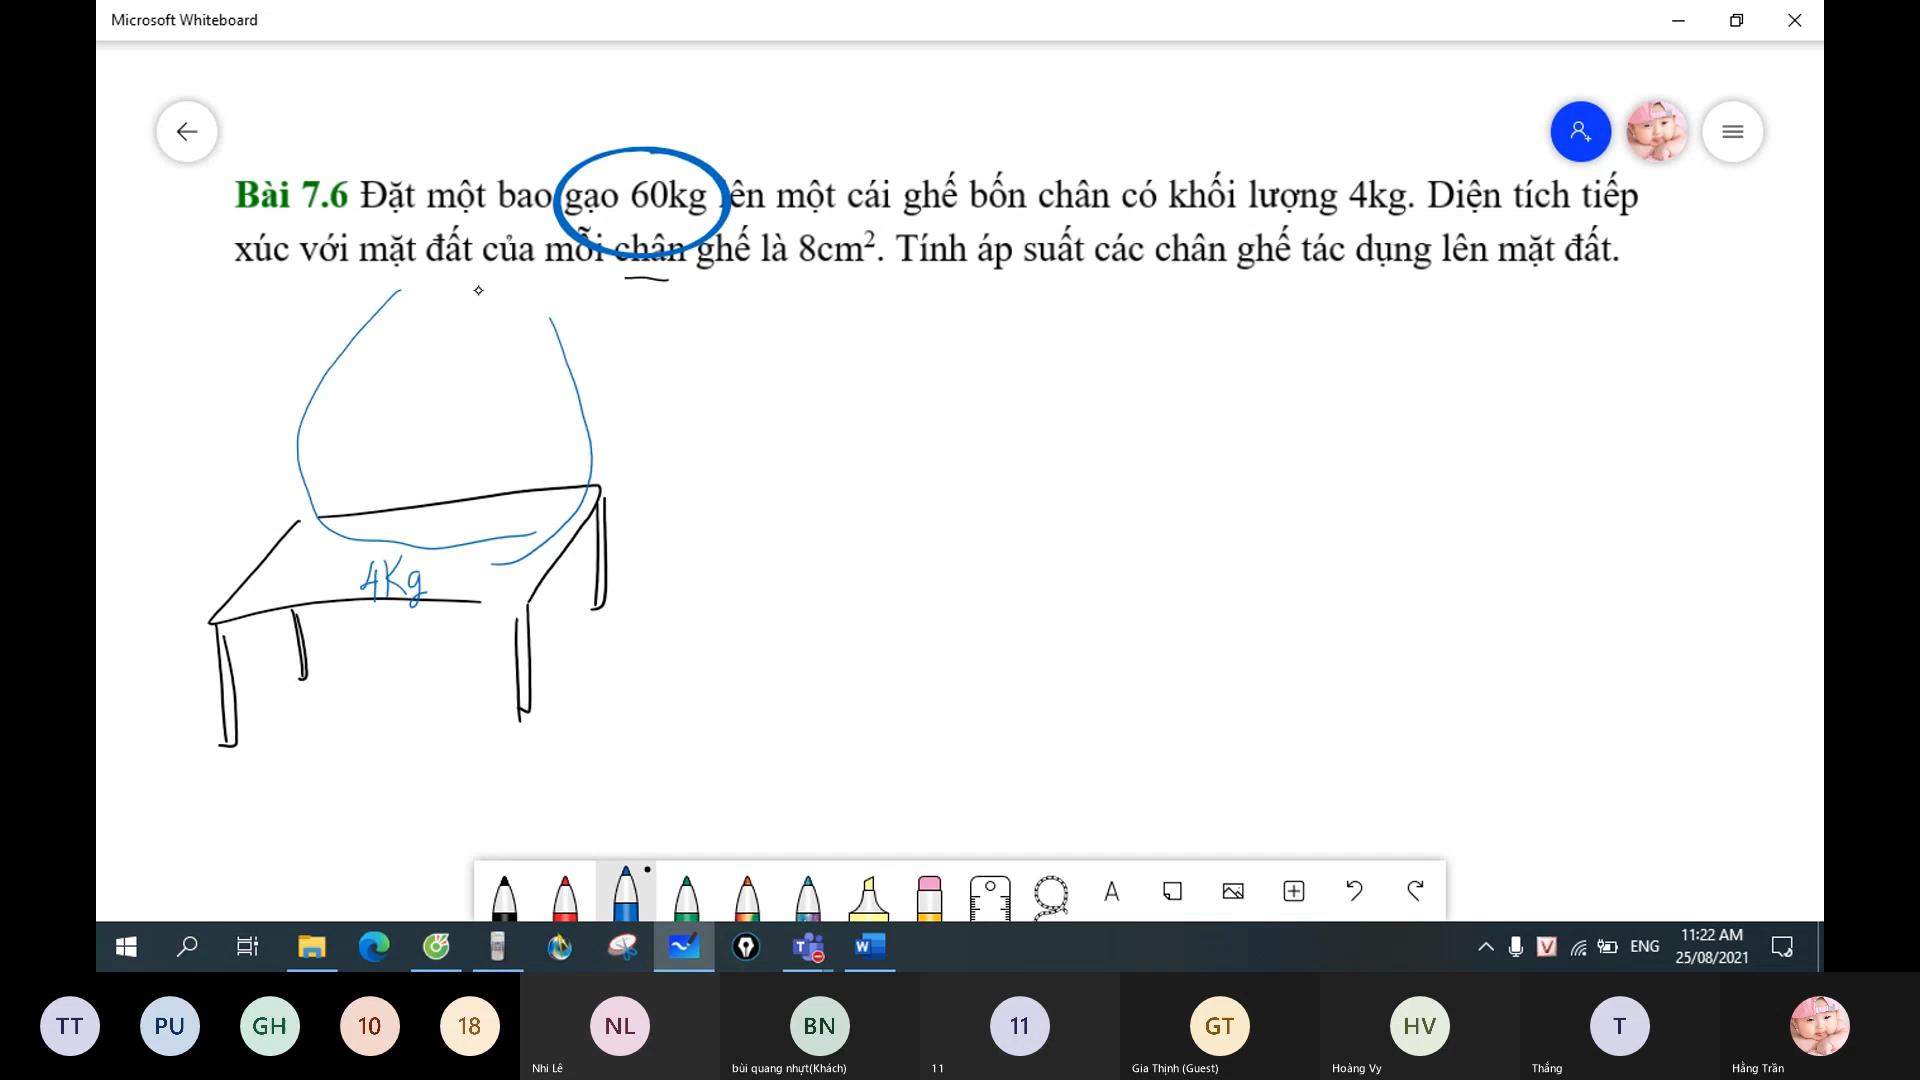 Microsoft Whiteboard
Bài 7.6 Đặt một bao gạo 60kg lên một cái ghế bốn chân có khối lượng 4kg. Diện tích tiếp
xúc với mặt đất của mỗi chân ghế là 8cm². Tính áp suất các chân ghế tác dụng lên mặt đất.
4Kg
A
ENG
11:22 AM
25/08/2021
TT PU GH 10 18 NL BN 11 GT HV T
Nhi Lê bùi quang nhựt(Khách) 11 Gia Thịnh (Guest) Hoàng Vy Thắng Hằng Trần